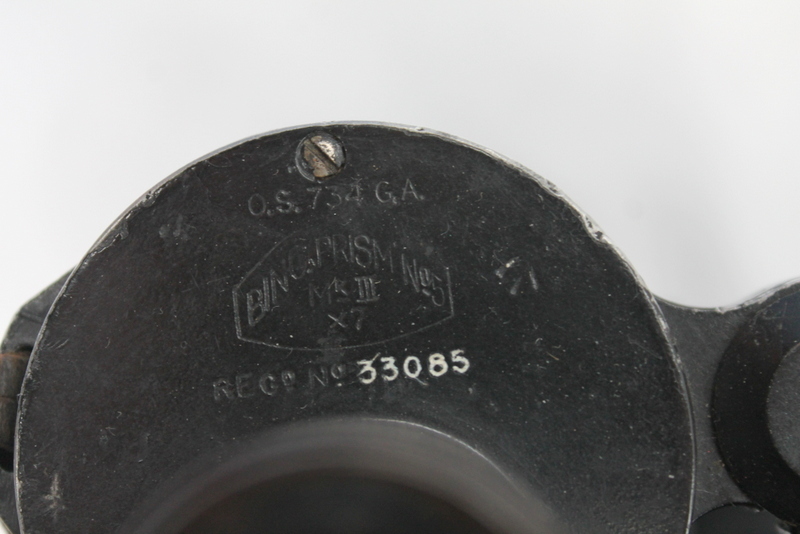 O.S. 734 G.A.
BINO. PRISM No5
Mk III
X7
REGD No 33085